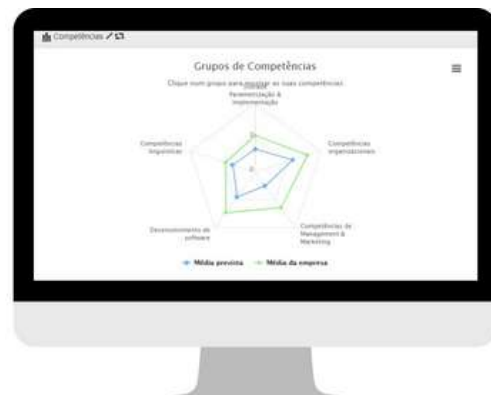 Competências
Grupos de Competências
Clique num grupo para mostrar as suas competências.
Parametrização &
Implementação
Competências
linguísticas
Competências
Desenvolvimento de
software
Competências de
Management &
Marketing
Média prevista
Média da empresa